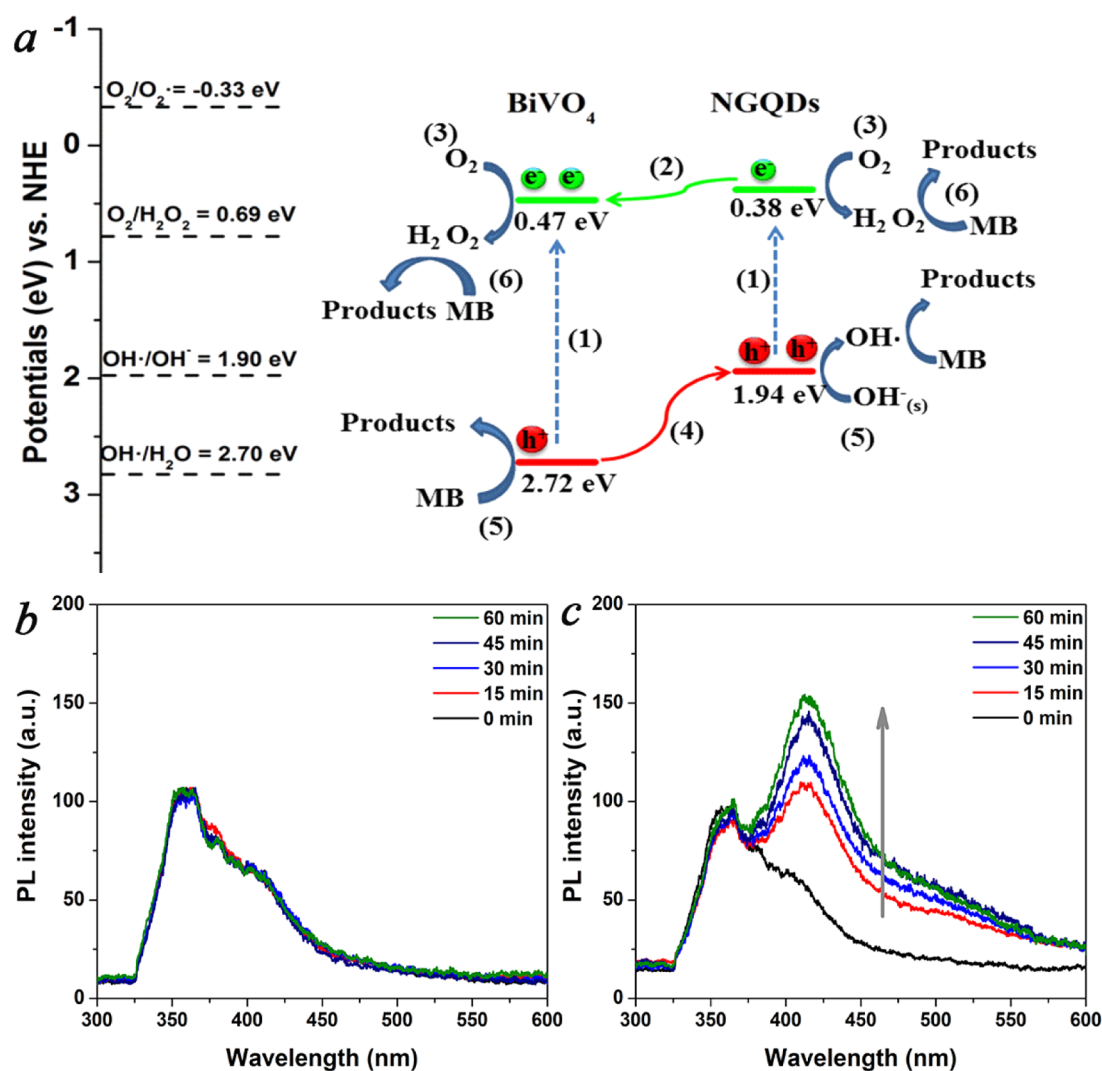 a
Potentials (eV) vs. NHE
-1
0
1
2
3
O₂/O₂·= -0.33 eV
O₂/H₂O₂ = 0.69 eV
OH·/OH⁻ = 1.90 eV
OH·/H₂O = 2.70 eV
BiVO₄
NGQDs
(3)
O₂
e⁻ e⁻
0.47 eV
H₂ O₂
(6)
Products MB
(1)
(2)
e⁻
0.38 eV
(3)
O₂
H₂ O₂
Products
(6)
MB
(1)
h⁺ h⁺
1.94 eV
OH·
OH⁻(s)
(5)
Products
MB
(4)
Products
h⁺
2.72 eV
MB
(5)
b
PL intensity (a.u.)
200
150
100
50
0
60 min
45 min
30 min
15 min
0 min
300 350 400 450 500 550 600
Wavelength (nm)
c
PL intensity (a.u.)
200
150
100
50
0
60 min
45 min
30 min
15 min
0 min
300 350 400 450 500 550 600
Wavelength (nm)